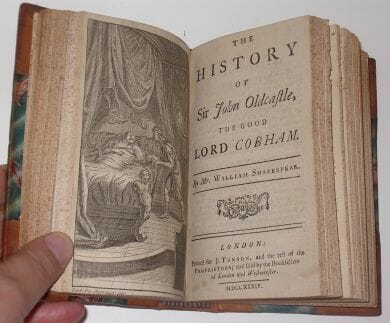 THE
HISTORY
OF
Sir John Oldcastle,
THE GOOD
LORD COBHAM.
By Mr. WILLIAM SHAKESPEAR.
LONDON:
Printed for J. TONSON, and the rest of the
PROPRIETORS; and sold by the Booksellers
of London and Westminster.
MDCCXXXIV.